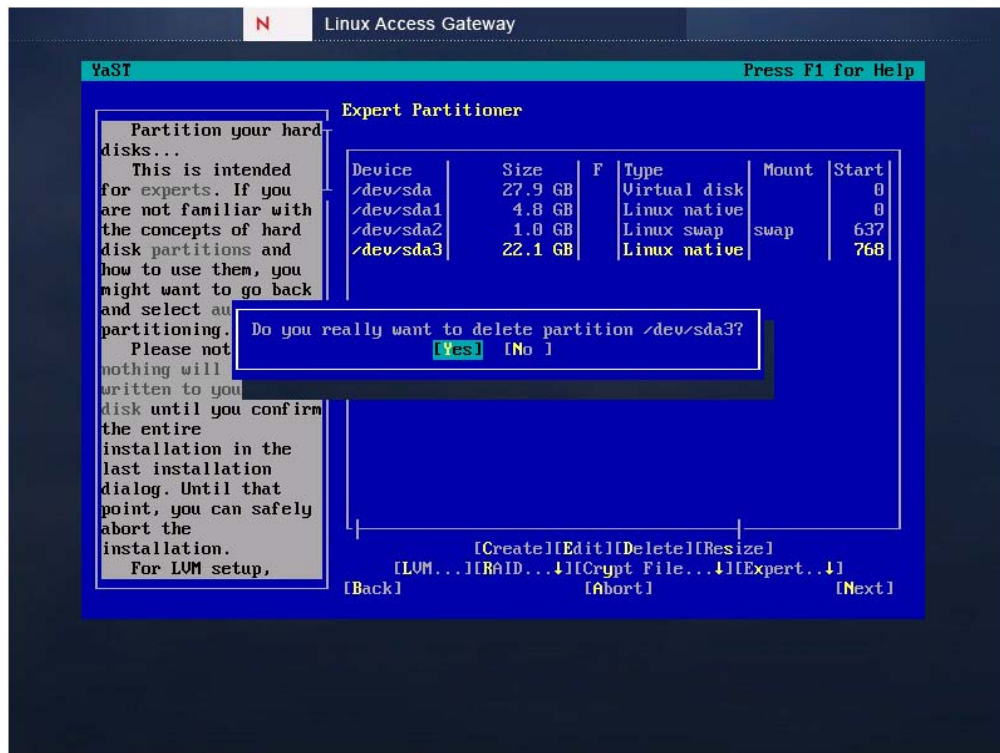 N Linux Access Gateway
YaST Press F1 for Help
Partition your hard
disks...
This is intended
for experts. If you
are not familiar with
the concepts of hard
disk partitions and
how to use them, you
might want to go back
and select au
partitioning.
Please not
nothing will
written to you
disk until you confirm
the entire
installation in the
last installation
dialog. Until that
point, you can safely
abort the
installation.
For LVM setup,
Expert Partitioner
Device Size F Type Mount Start
/dev/sda 27.9 GB Virtual disk 0
/dev/sda1 4.8 GB Linux native 0
/dev/sda2 1.0 GB Linux swap swap 637
/dev/sda3 22.1 GB Linux native 768
Do you really want to delete partition /dev/sda3?
[Yes] [No ]
[Create][Edit][Delete][Resize]
[LVM...][RAID...↓][Crypt File...↓][Expert..↓]
[Back] [Abort] [Next]